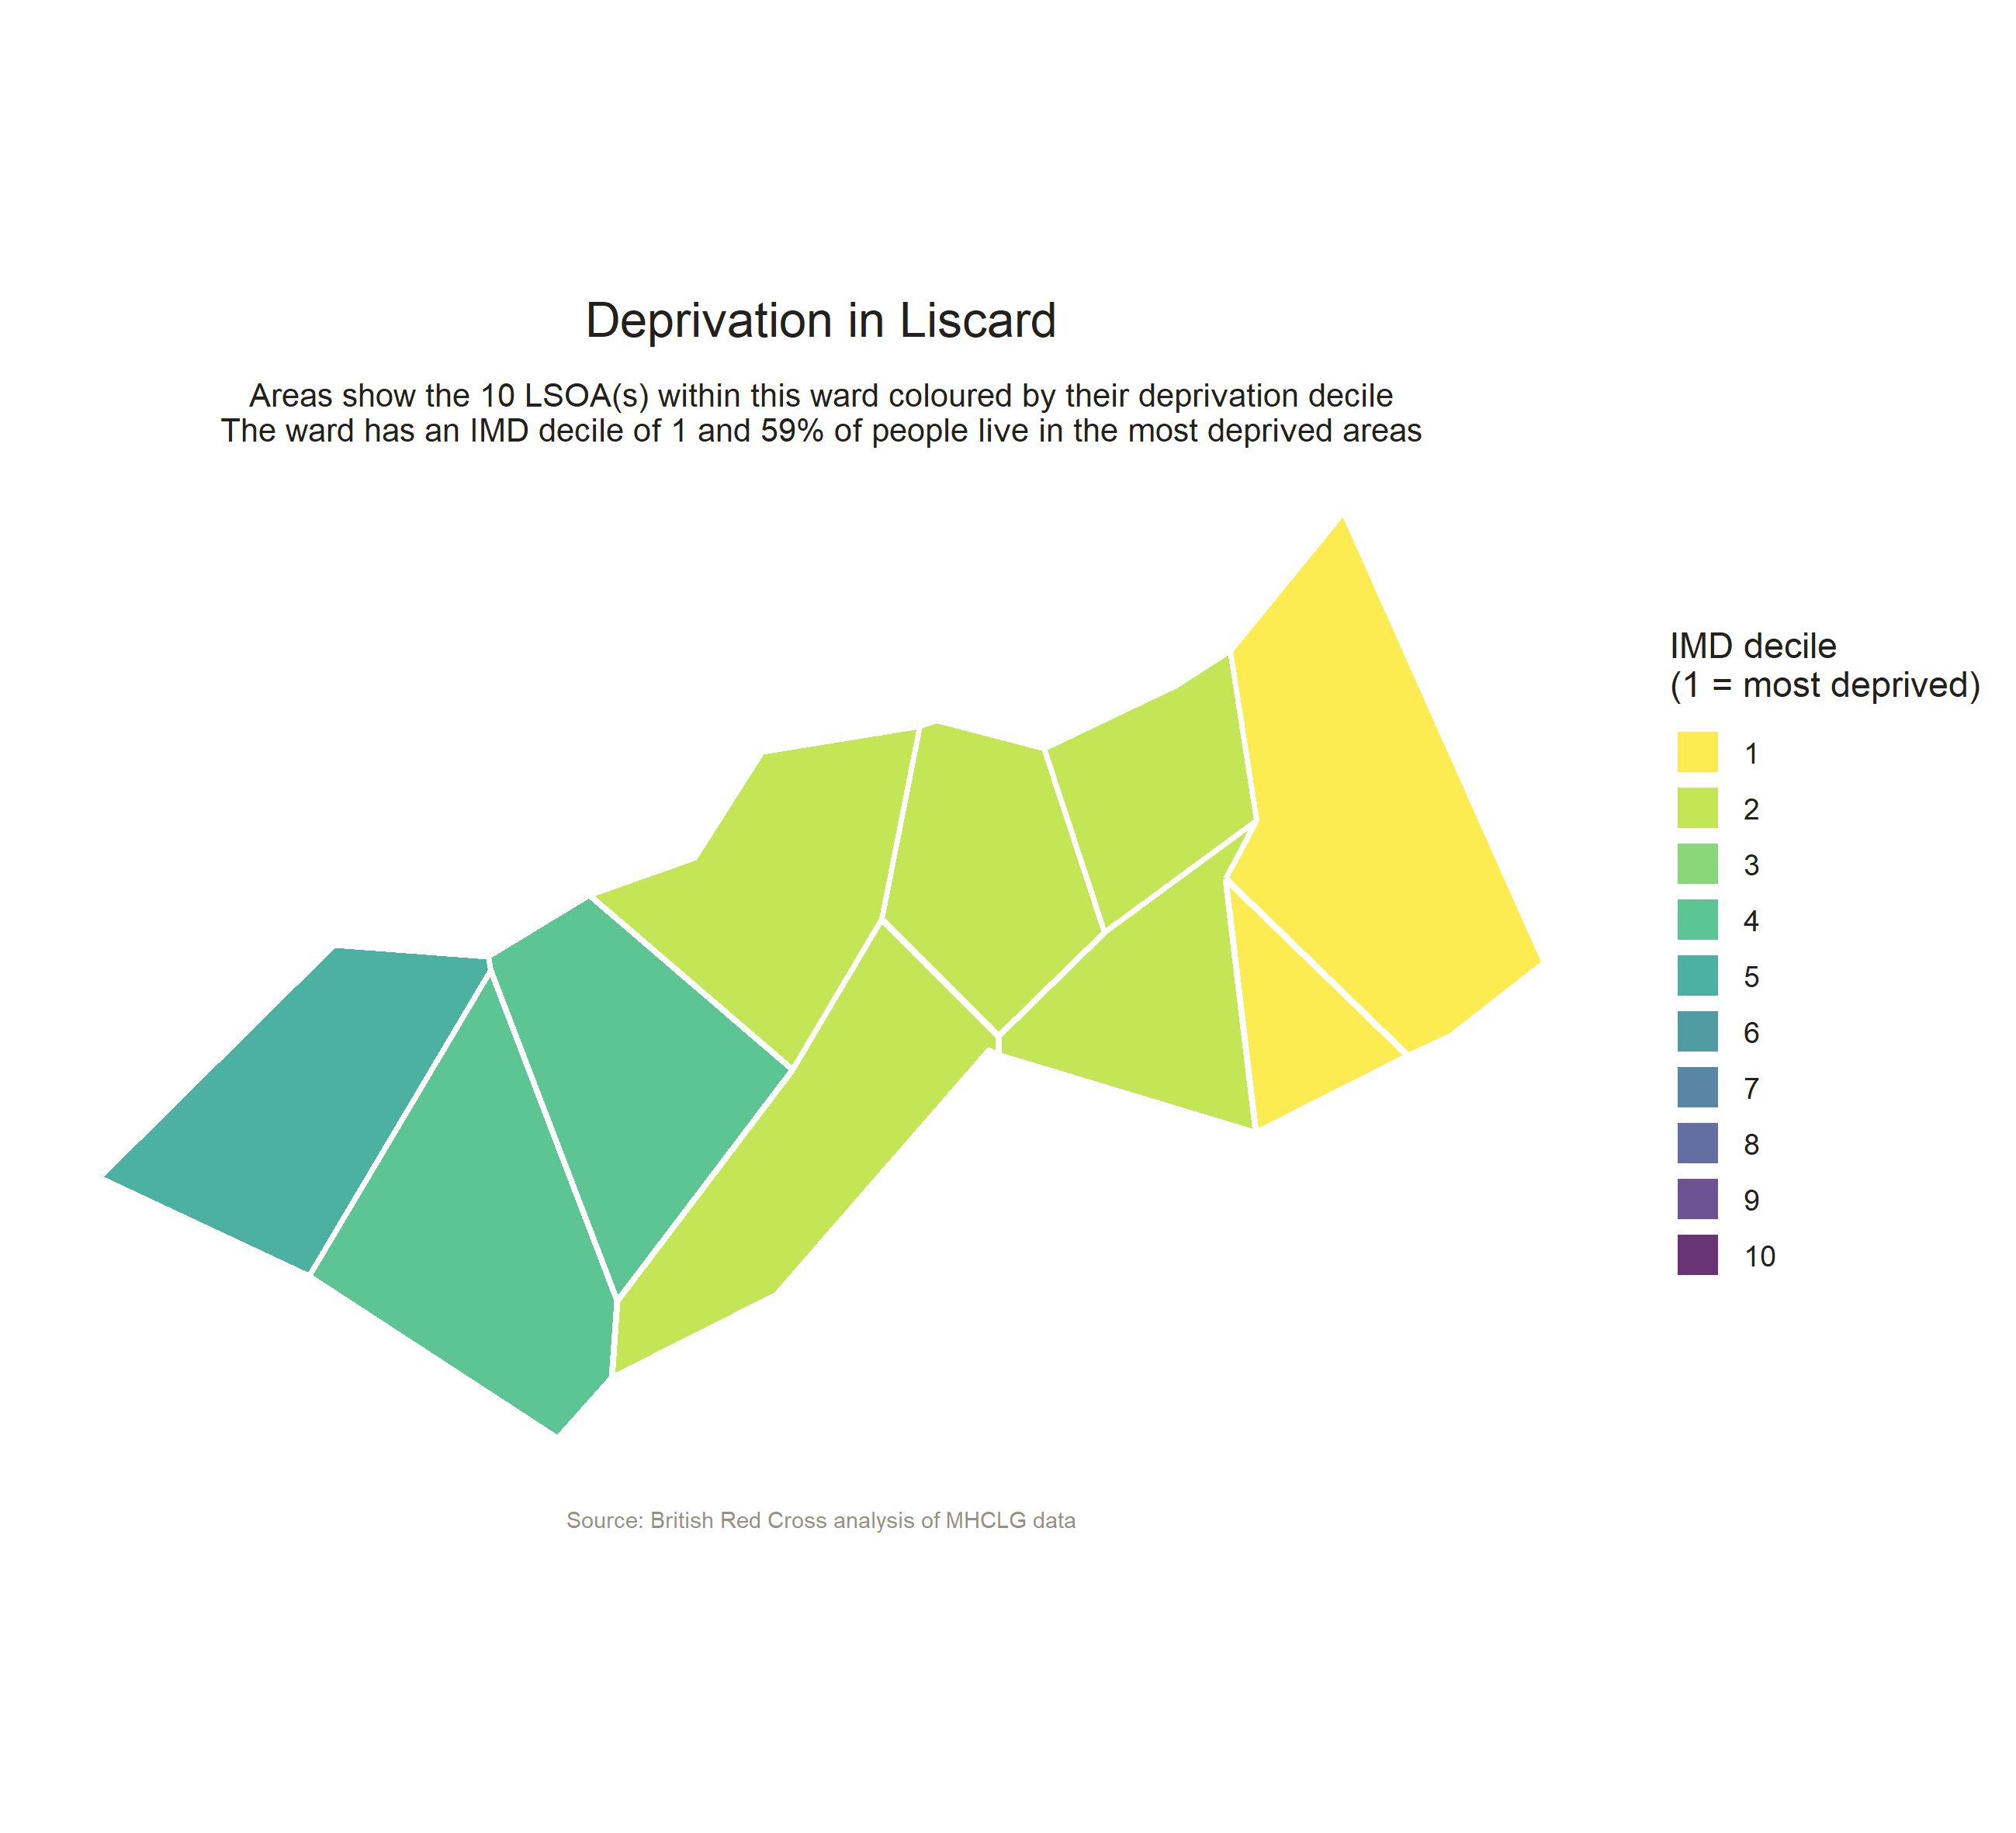 Deprivation in Liscard
Areas show the 10 LSOA(s) within this ward coloured by their deprivation decile
The ward has an IMD decile of 1 and 59% of people live in the most deprived areas
IMD decile
(1 = most deprived)
1
2
3
4
5
6
7
8
9
10
Source: British Red Cross analysis of MHCLG data